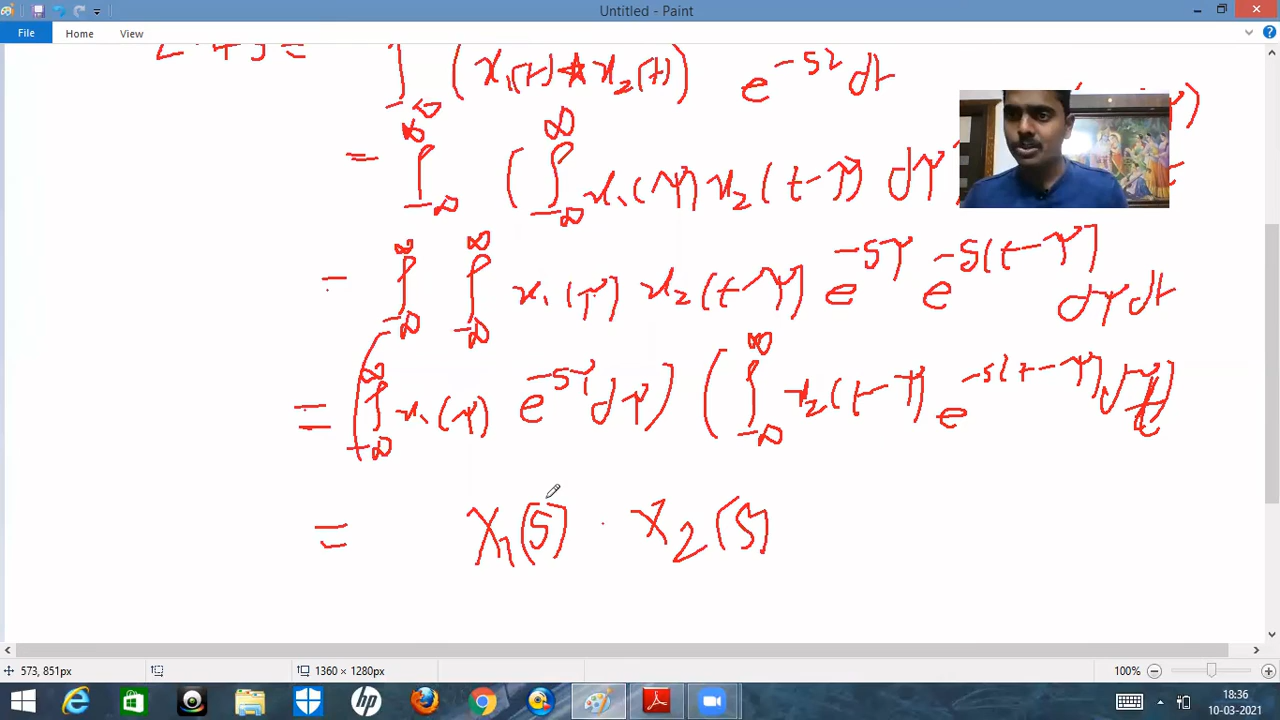 Untitled - Paint
File Home View
∫_{-∞} (x₁(t) ★ x₂(t)) e^{-st} dt
= ∫_{-∞}^{∞} (∫_{-∞}^{∞} x₁(τ) x₂(t-τ) dτ
= ∫_{-∞}^{∞} ∫_{-∞}^{∞} x₁(τ) x₂(t-τ) e^{-sτ} e^{-s(t-τ)} dτ dt
= (∫_{-∞}^{∞} x₁(τ) e^{-sτ} dτ) (∫_{-∞}^{∞} x₂(t-τ) e^{-s(t-τ)} dt)
= X₁(s) · X₂(s)
573, 851px 1360 × 1280px 100%
hp
18:36
10-03-2021